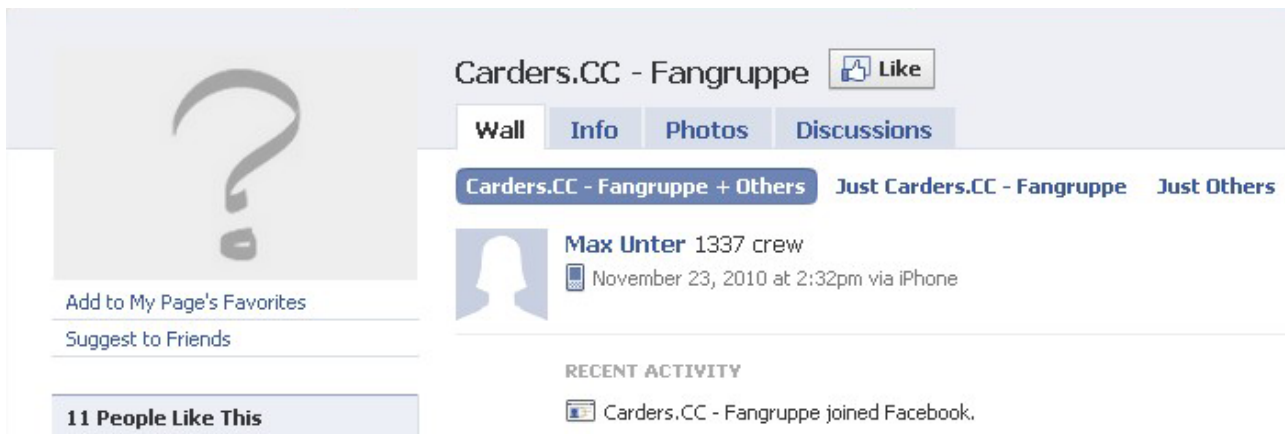 Carders.CC - Fangruppe Like
Wall Info Photos Discussions
Carders.CC - Fangruppe + Others Just Carders.CC - Fangruppe Just Others
Max Unter 1337 crew
November 23, 2010 at 2:32pm via iPhone
Add to My Page's Favorites
Suggest to Friends
RECENT ACTIVITY
11 People Like This
Carders.CC - Fangruppe joined Facebook.